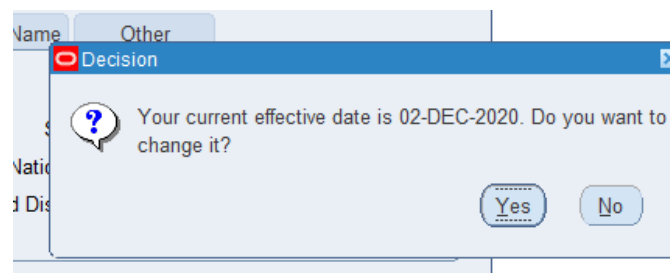 Name Other
Decision
Your current effective date is 02-DEC-2020. Do you want to
change it?
Yes No